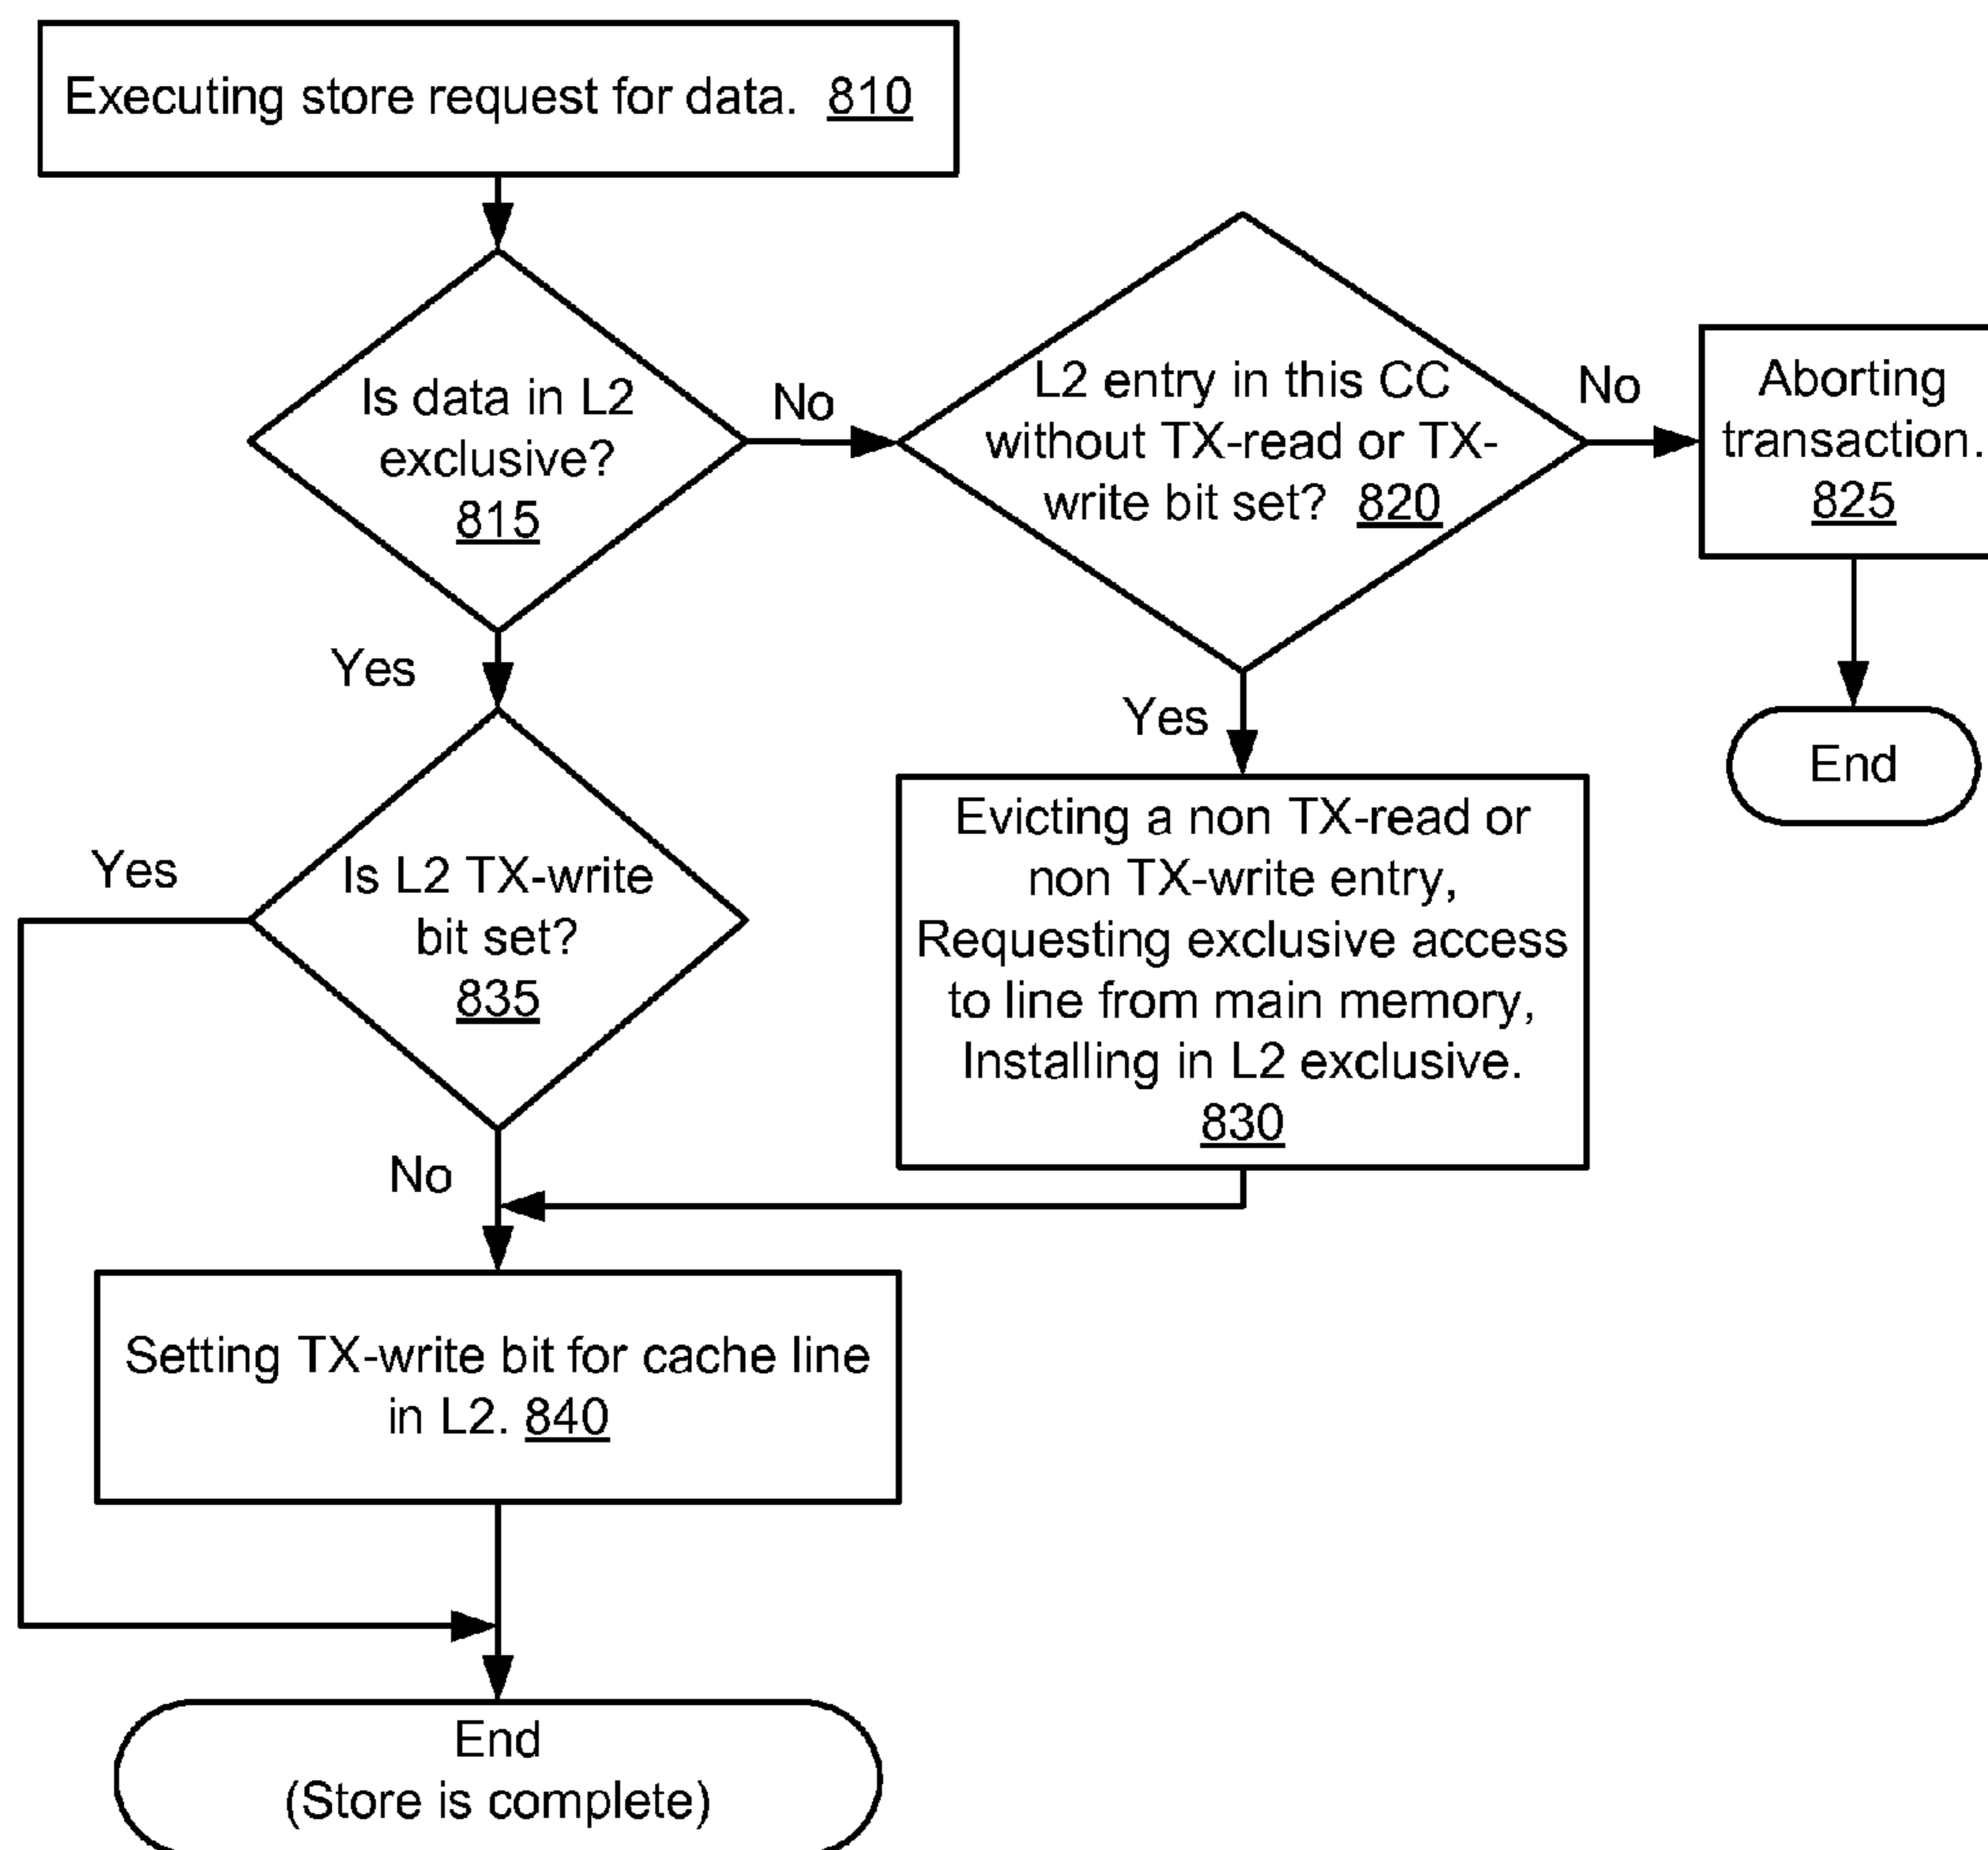 Executing store request for data. 810
Is data in L2
exclusive?
815
No
L2 entry in this CC
without TX-read or TX-
write bit set? 820
No
Aborting
transaction.
825
End
Yes
Yes
Evicting a non TX-read or
non TX-write entry,
Requesting exclusive access
to line from main memory,
Installing in L2 exclusive.
830
Yes
Is L2 TX-write
bit set?
835
No
Setting TX-write bit for cache line
in L2. 840
End
(Store is complete)